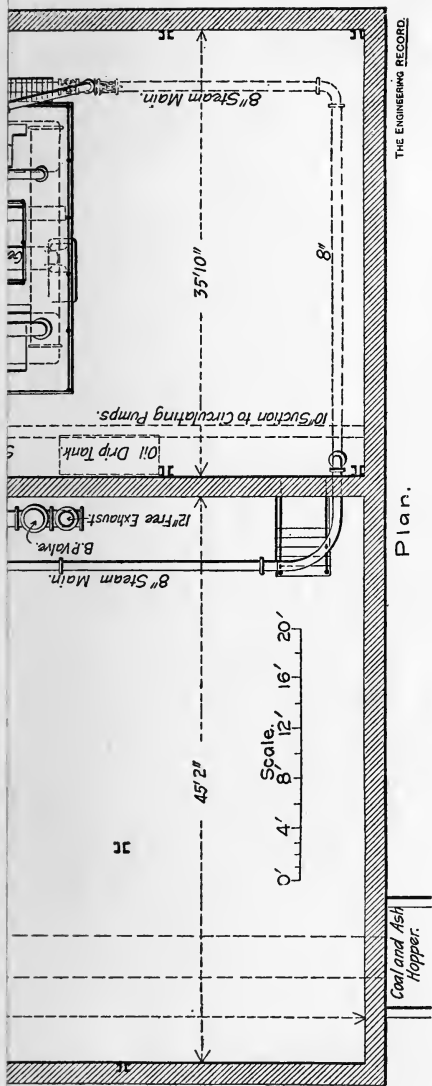 THE ENGINEERING RECORD.
8" Steam Main.
35'10"
8"
10" Suction to Circulating Pumps.
Oil Drip Tank
S
12" Free Exhaust
B.P. Valve.
8" Steam Main.
Plan.
45'2"
Scale.
0' 4' 8' 12' 16' 20'
Coal and Ash
Hopper.